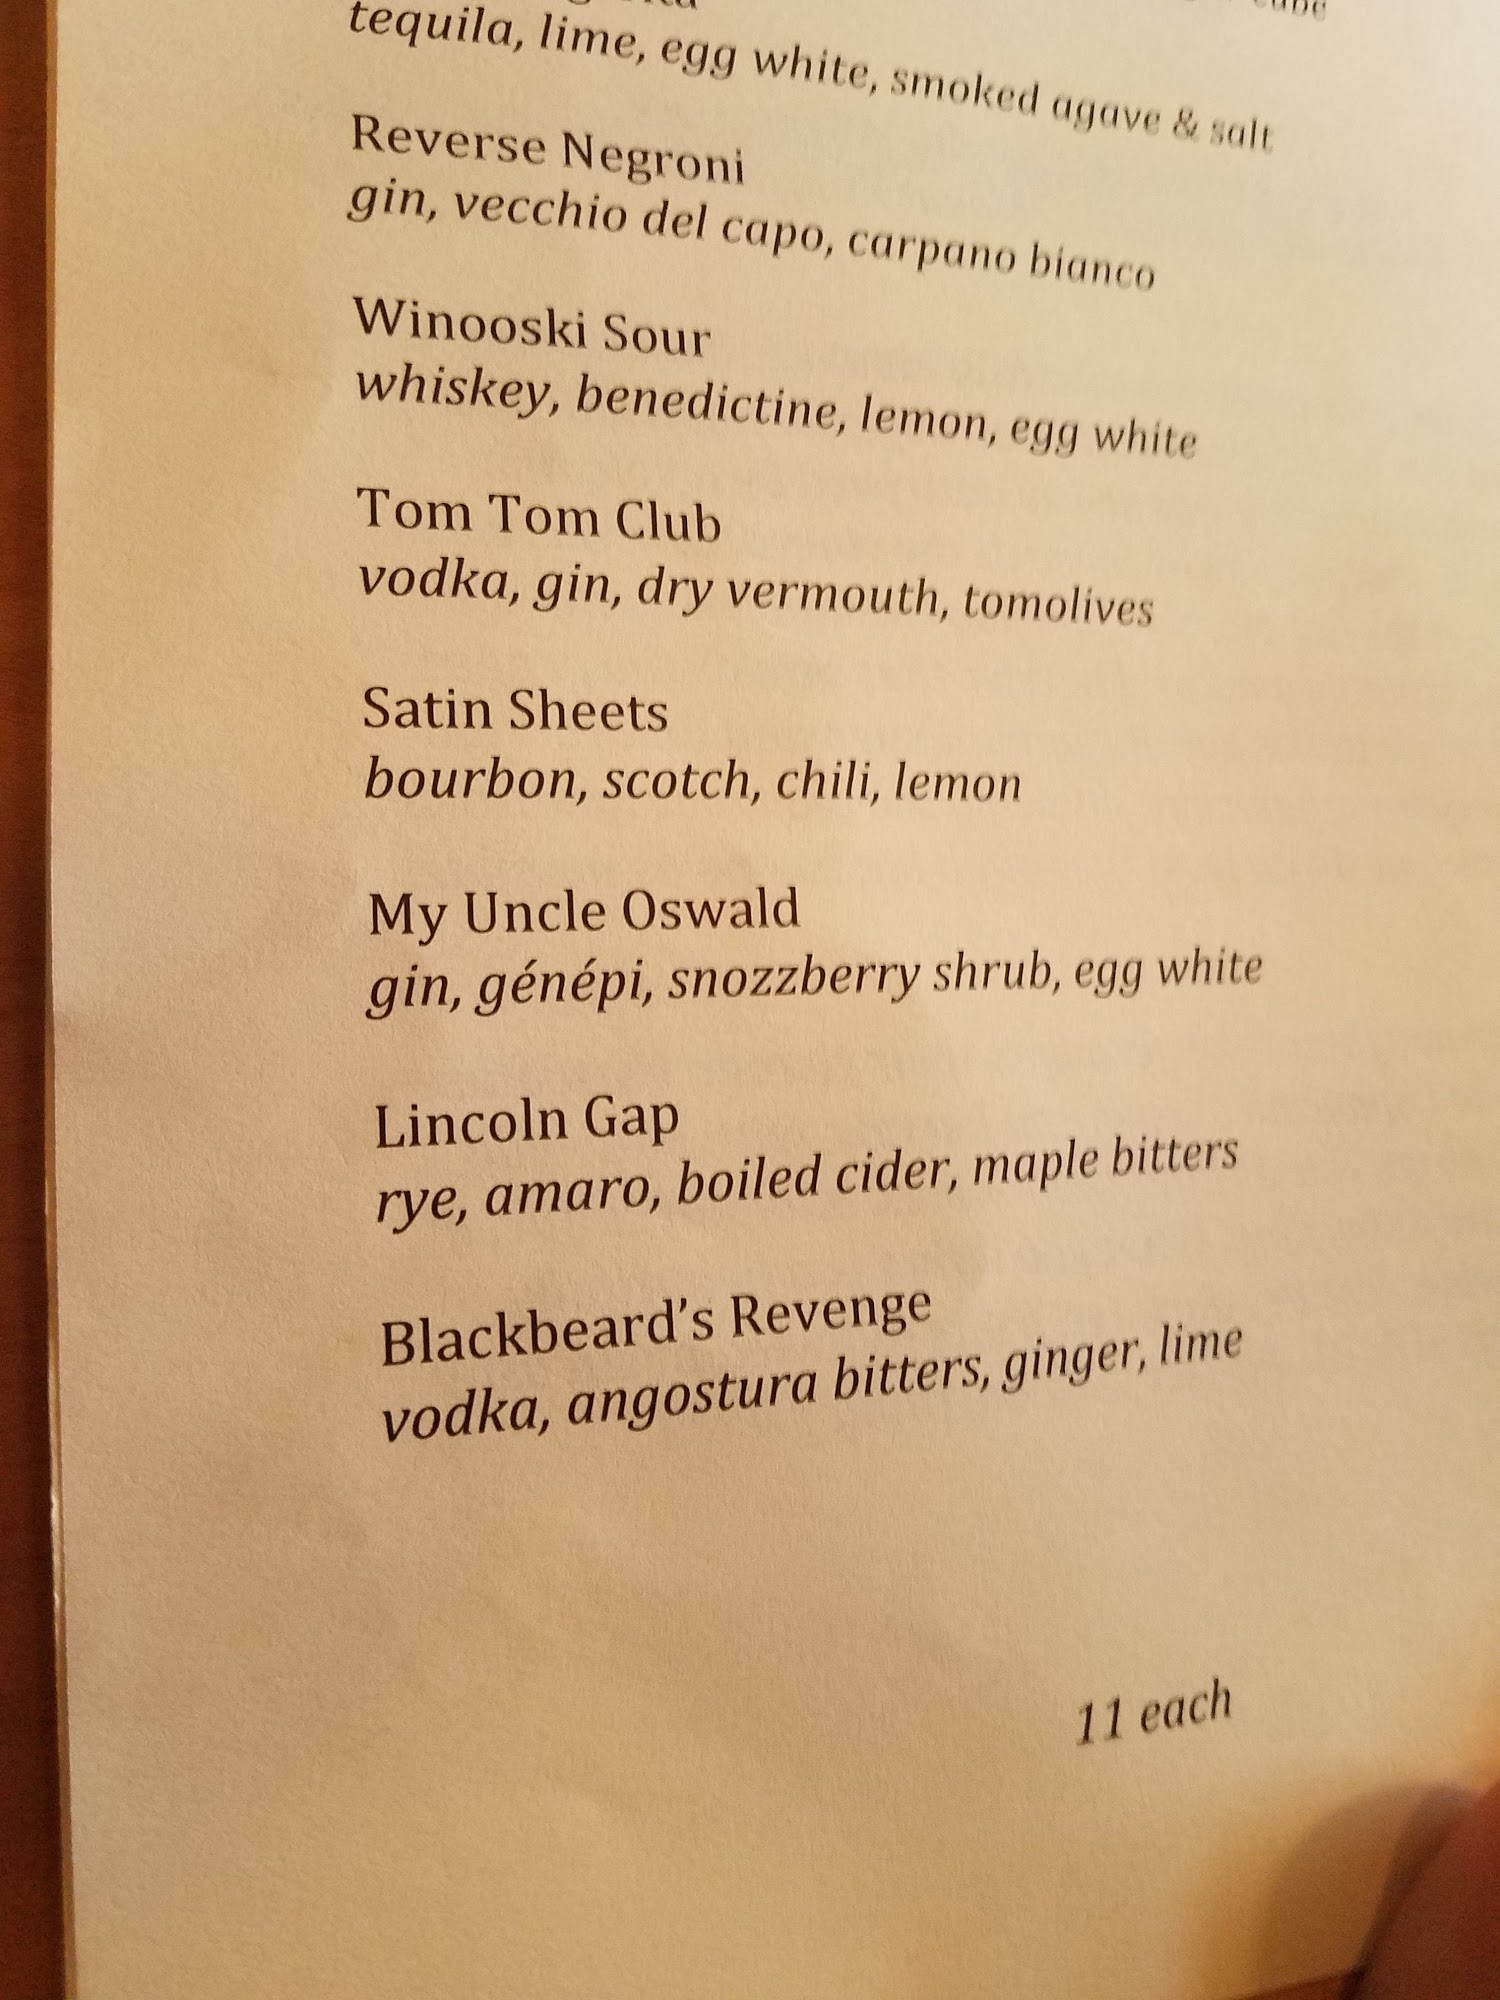 tequila, lime, egg white, smoked agave & salt
Reverse Negroni
gin, vecchio del capo, carpano bianco
Winooski Sour
whiskey, benedictine, lemon, egg white
Tom Tom Club
vodka, gin, dry vermouth, tomolives
Satin Sheets
bourbon, scotch, chili, lemon
My Uncle Oswald
gin, génépi, snozzberry shrub, egg white
Lincoln Gap
rye, amaro, boiled cider, maple bitters
Blackbeard's Revenge
vodka, angostura bitters, ginger, lime
11 each